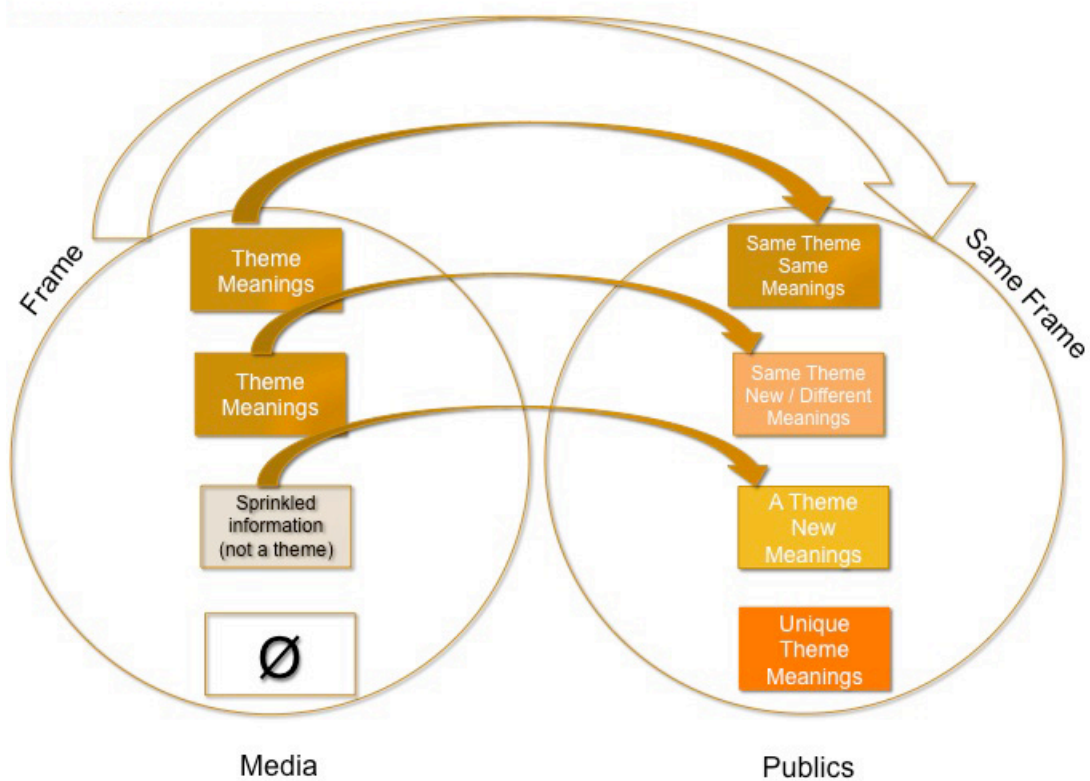 Frame
Theme
Meanings
Theme
Meanings
Sprinkled
information
(not a theme)
Ø
Media
Same Frame
Same Theme
Same
Meanings
Same Theme
New / Different
Meanings
A Theme
New
Meanings
Unique
Theme
Meanings
Publics